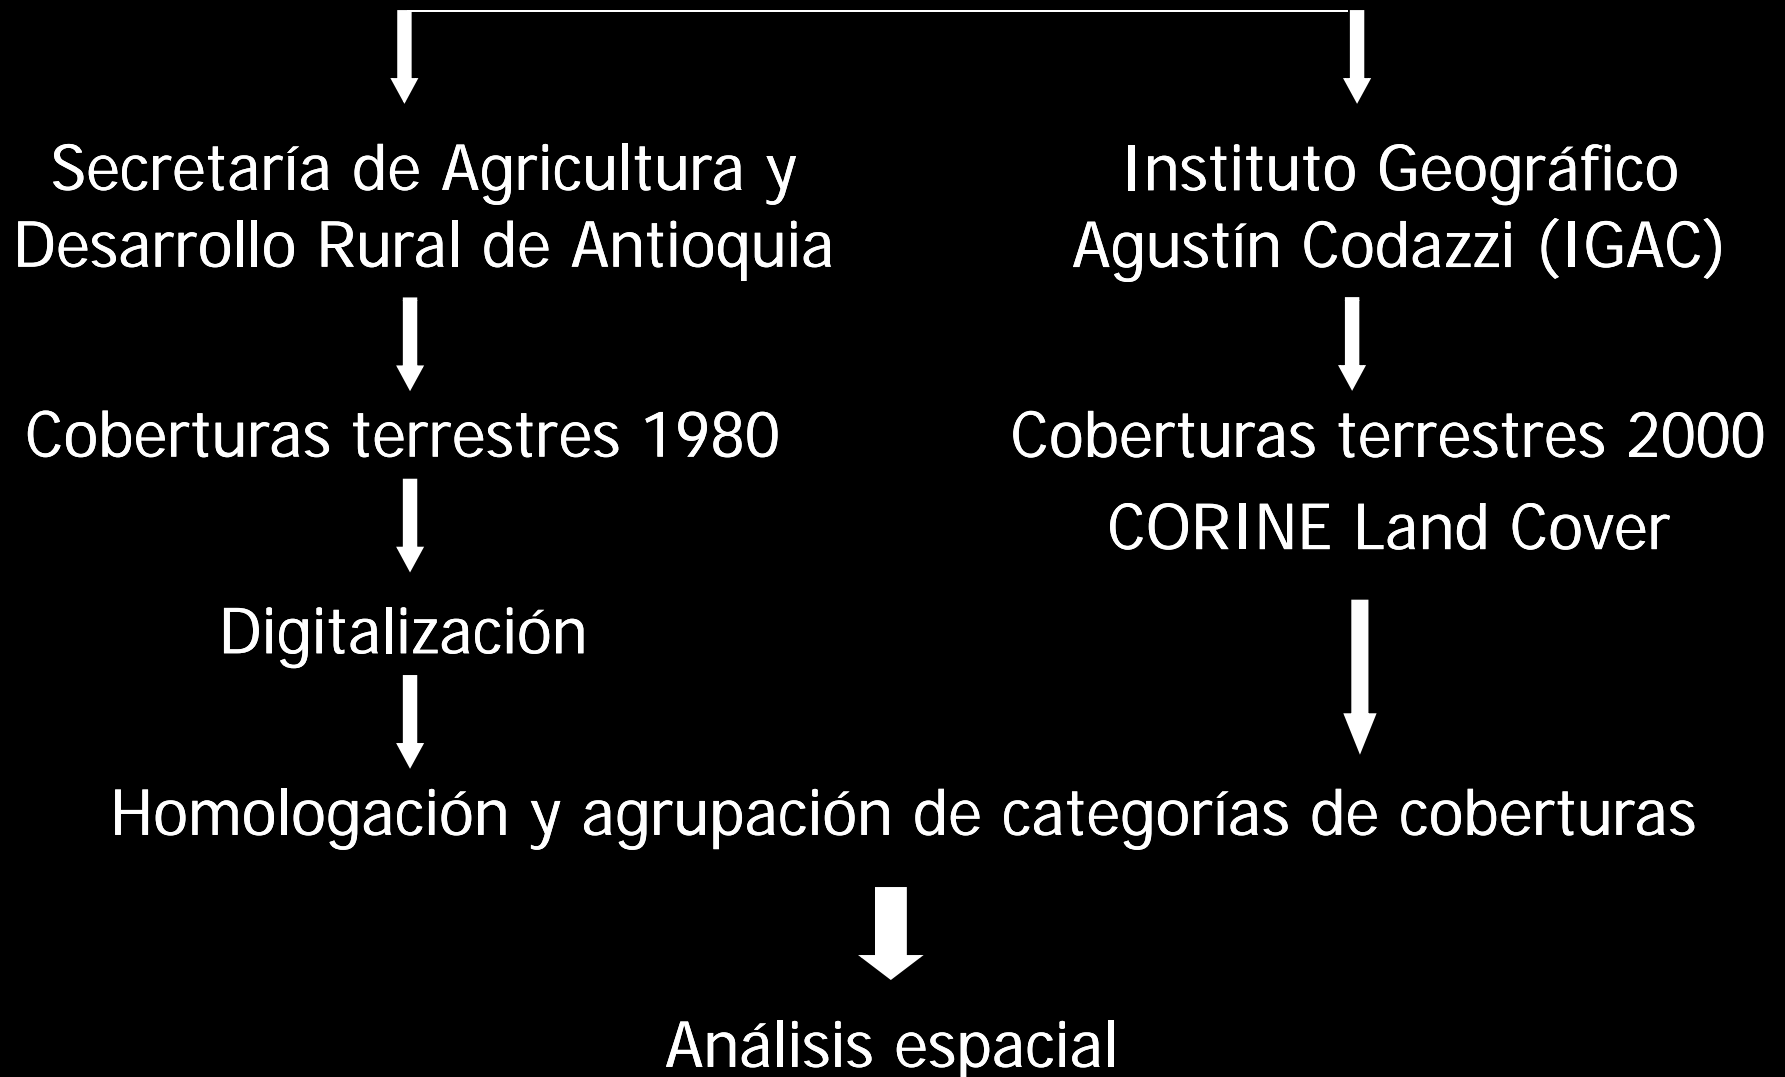 Secretaría de Agricultura y
Desarrollo Rural de Antioquia
Coberturas terrestres 1980
Digitalización
Instituto Geográfico
Agustín Codazzi (IGAC)
Coberturas terrestres 2000
CORINE Land Cover
Homologación y agrupación de categorías de coberturas
Análisis espacial